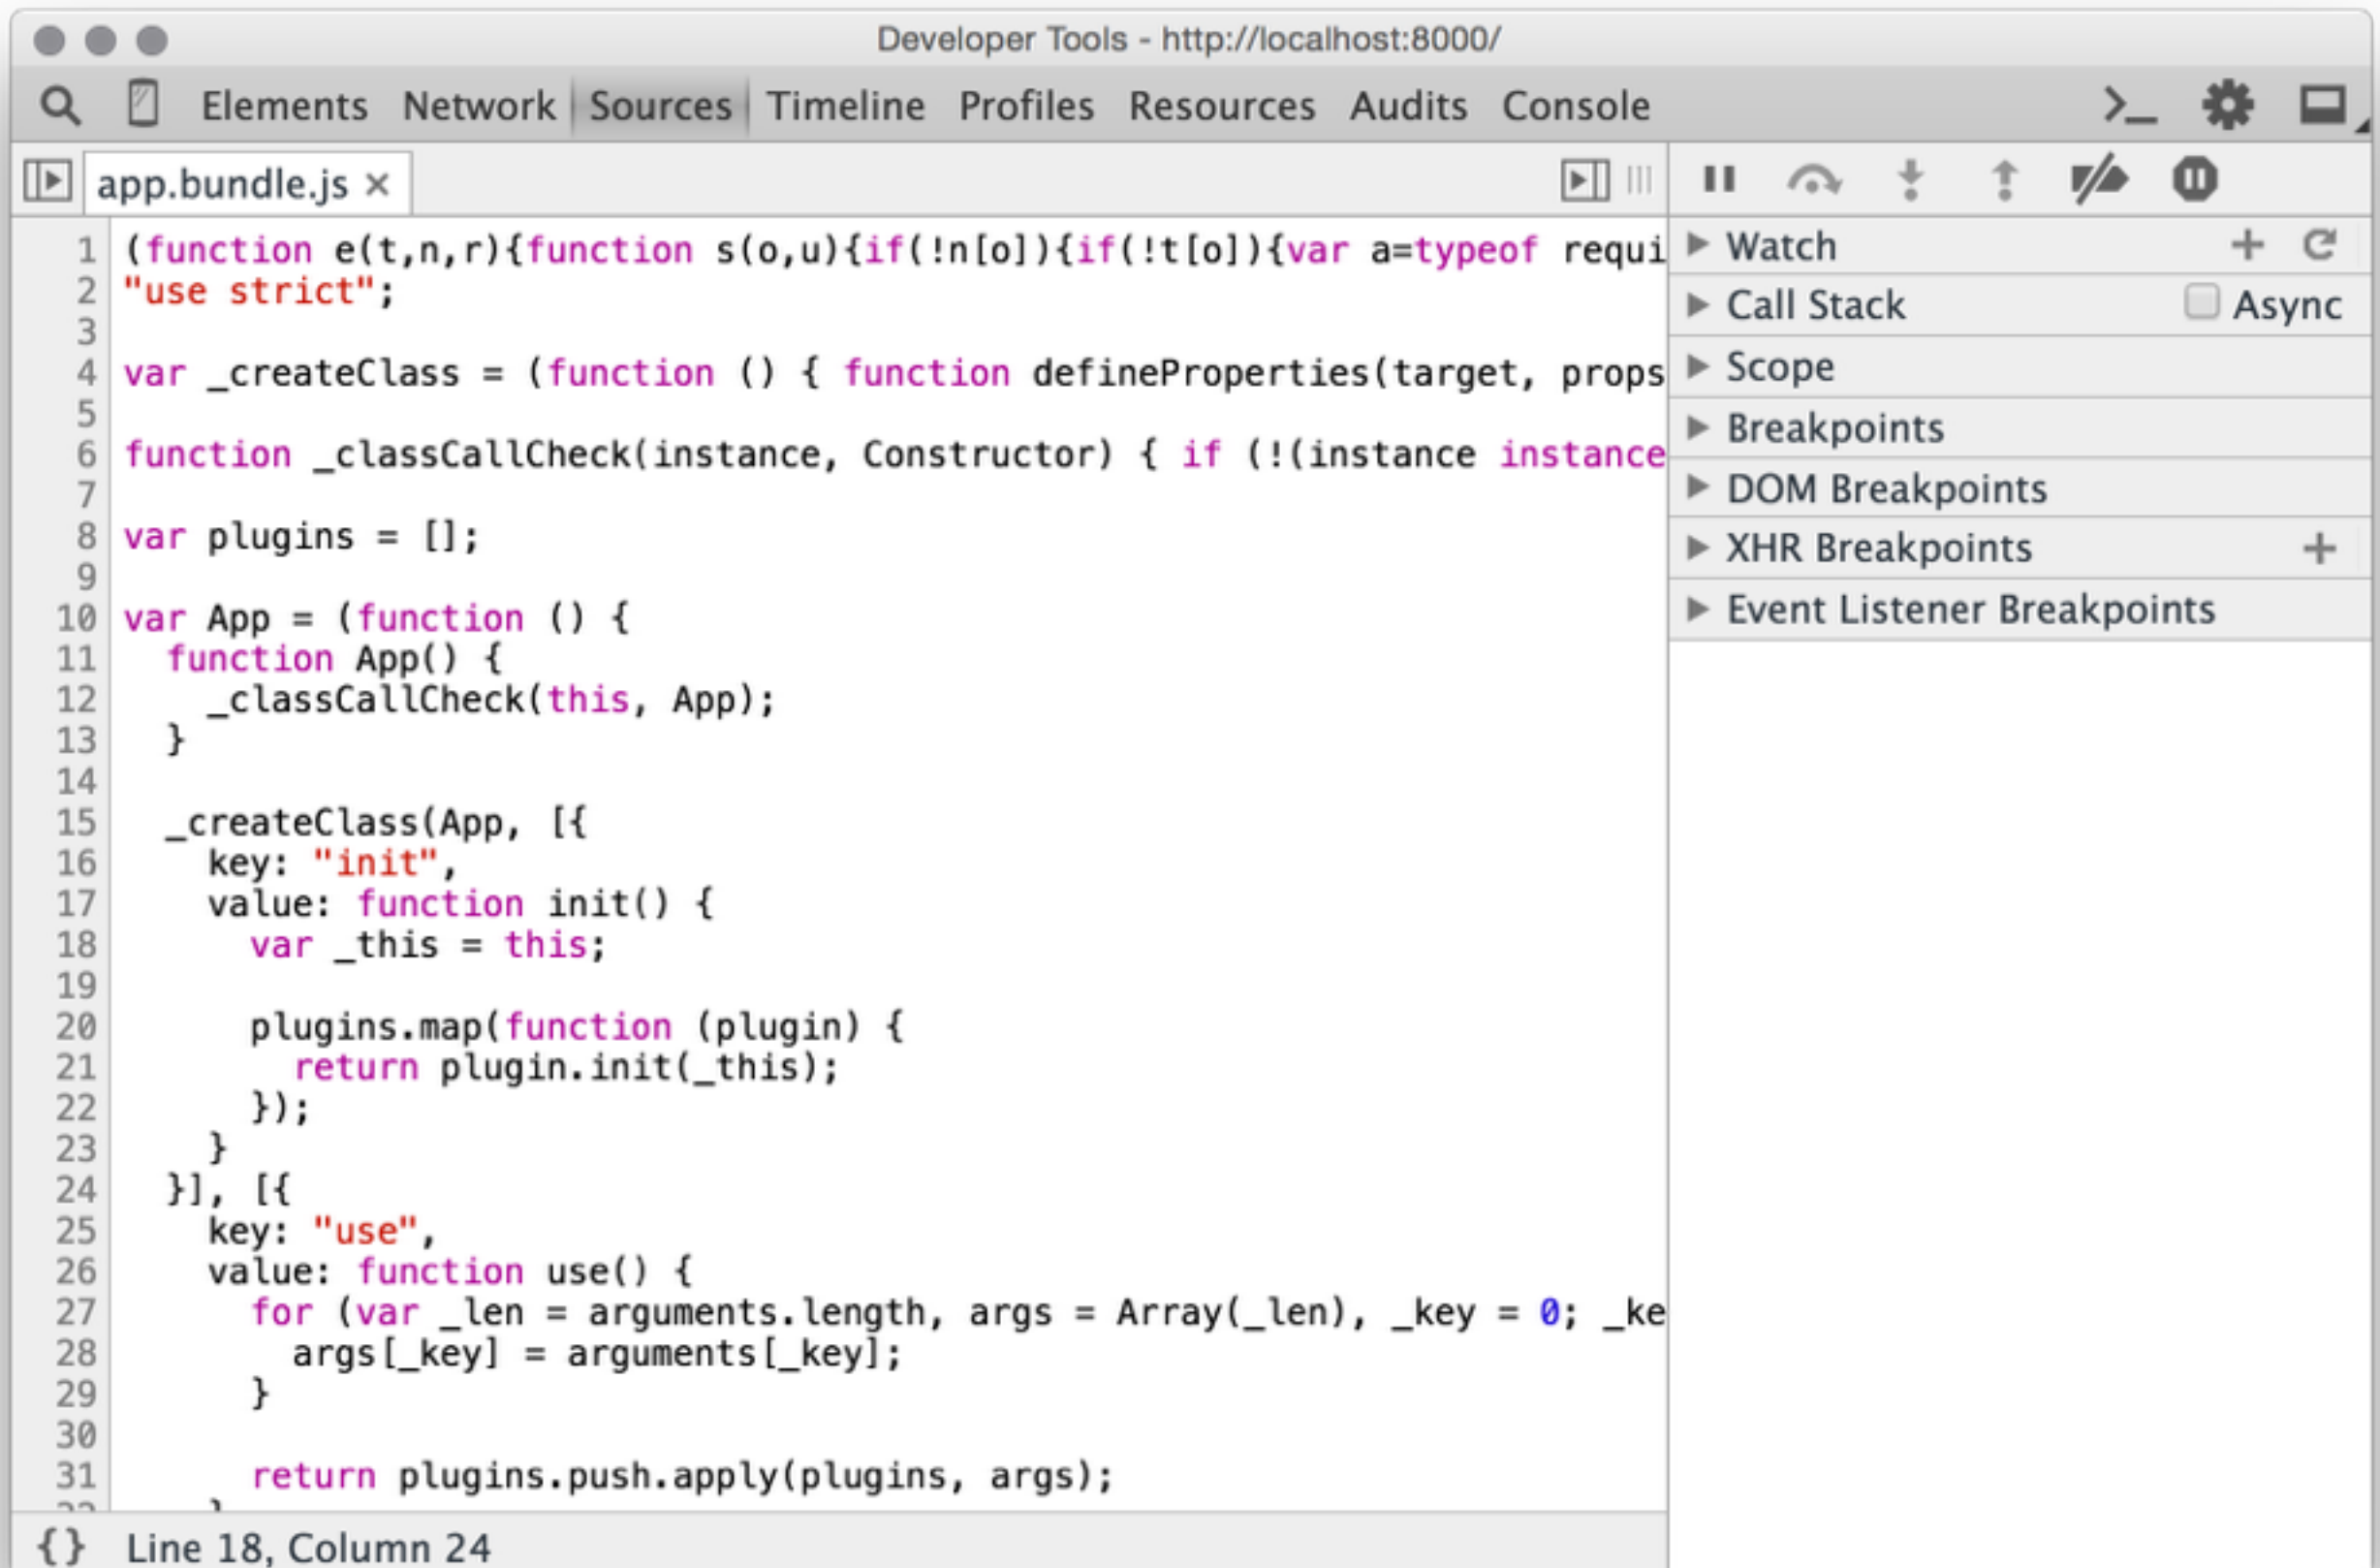 Developer Tools - http://localhost:8000/
Elements Network Sources Timeline Profiles Resources Audits Console
app.bundle.js
1 (function e(t,n,r){function s(o,u){if(!n[o]){if(!t[o]){var a=typeof requi
2 "use strict";
3
4 var _createClass = (function () { function defineProperties(target, props
5
6 function _classCallCheck(instance, Constructor) { if (!(instance instance
7
8 var plugins = [];
9
10 var App = (function () {
11   function App() {
12     _classCallCheck(this, App);
13   }
14
15   _createClass(App, [{
16     key: "init",
17     value: function init() {
18       var _this = this;
19
20       plugins.map(function (plugin) {
21         return plugin.init(_this);
22       });
23     }
24   }], [{
25     key: "use",
26     value: function use() {
27       for (var _len = arguments.length, args = Array(_len), _key = 0; _ke
28         args[_key] = arguments[_key];
29       }
30
31       return plugins.push.apply(plugins, args);
{} Line 18, Column 24
Watch
Call Stack Async
Scope
Breakpoints
DOM Breakpoints
XHR Breakpoints
Event Listener Breakpoints